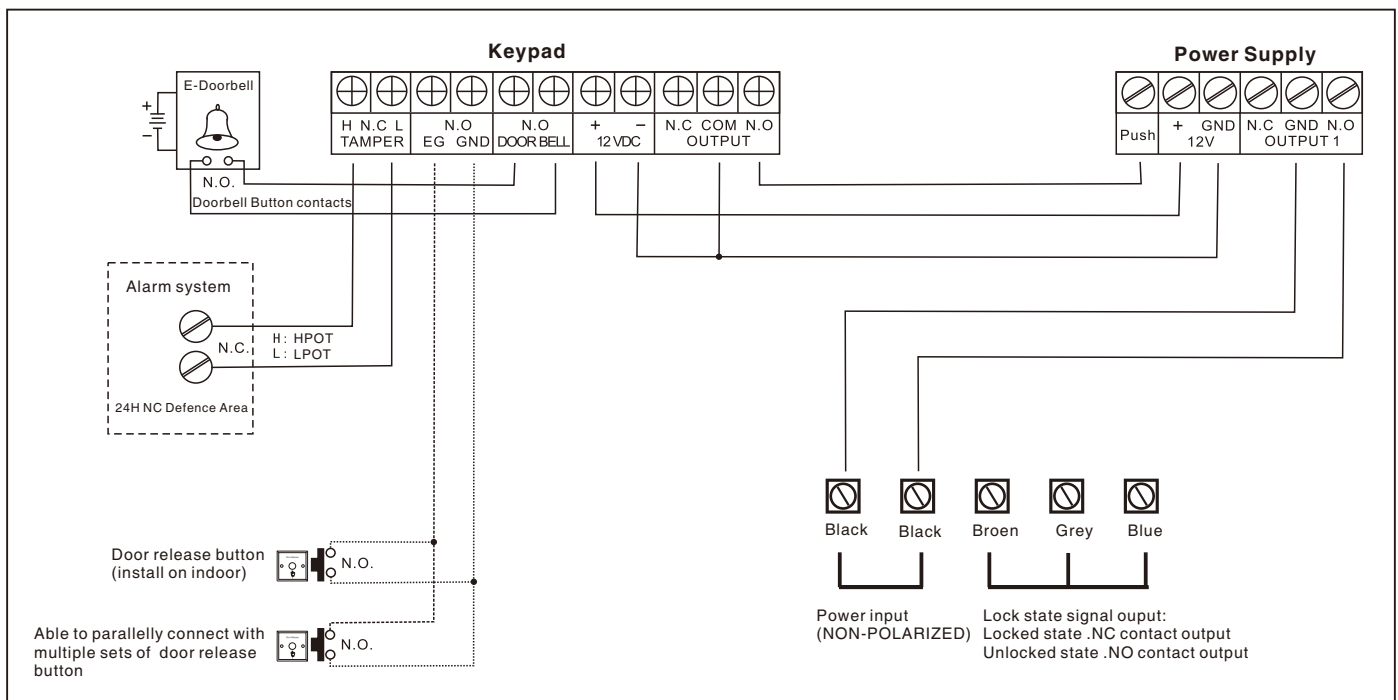 Keypad
Power Supply
E-Doorbell
+
−
N.O.
Doorbell Button contacts
H N.C L
TAMPER
N.O
EG GND
N.O
DOOR BELL
+ −
12 VDC
N.C COM N.O
OUTPUT
Push
+ GND
12V
N.C GND N.O
OUTPUT 1
Alarm system
N.C.
H: HPOT
L: LPOT
24H NC Defence Area
Black
Black
Broen
Grey
Blue
Door release button
(install on indoor)
N.O.
Power input
(NON-POLARIZED)
Lock state signal ouput:
Locked state .NC contact output
Unlocked state .NO contact output
Able to parallelly connect with
multiple sets of door release
button
N.O.